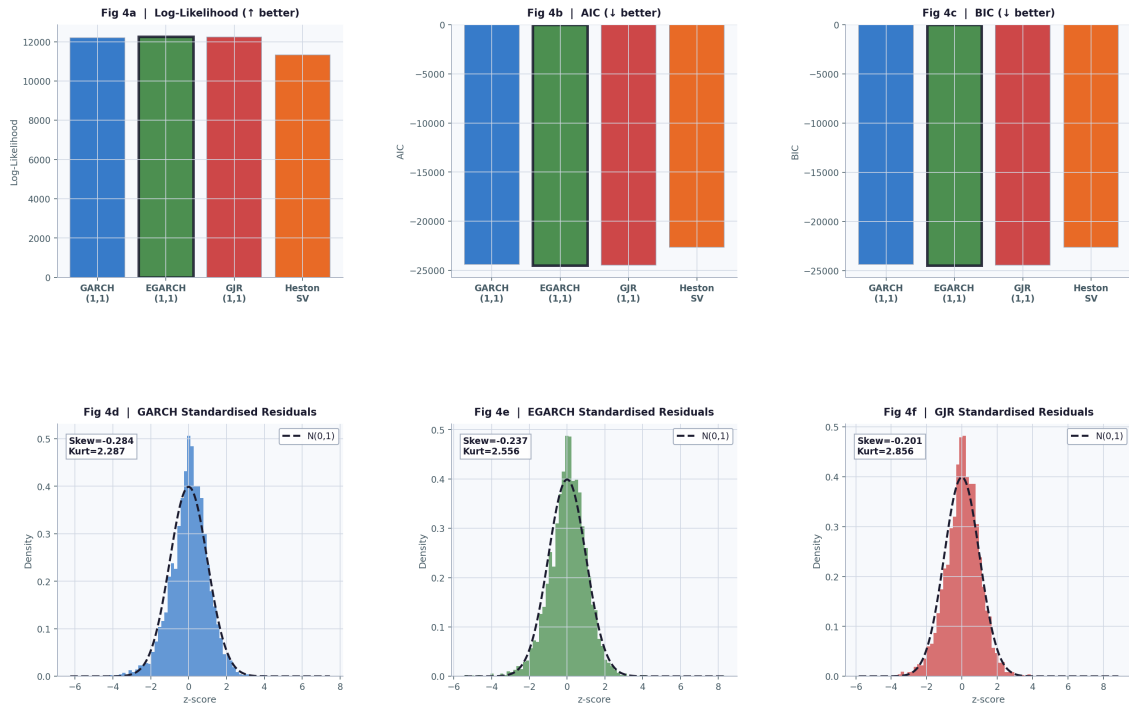 Fig 4a | Log-Likelihood (↑ better)
12000
10000
8000
6000
4000
2000
0
Log-Likelihood
GARCH
(1,1)
EGARCH
(1,1)
GJR
(1,1)
Heston
SV
Fig 4b | AIC (↓ better)
0
−5000
−10000
−15000
−20000
−25000
AIC
GARCH
(1,1)
EGARCH
(1,1)
GJR
(1,1)
Heston
SV
Fig 4c | BIC (↓ better)
0
−5000
−10000
−15000
−20000
−25000
BIC
GARCH
(1,1)
EGARCH
(1,1)
GJR
(1,1)
Heston
SV
Fig 4d | GARCH Standardised Residuals
Skew=-0.284
Kurt=2.287
N(0,1)
0.5
0.4
0.3
0.2
0.1
0.0
Density
−6 −4 −2 0 2 4 6 8
z-score
Fig 4e | EGARCH Standardised Residuals
Skew=-0.237
Kurt=2.556
N(0,1)
0.5
0.4
0.3
0.2
0.1
0.0
Density
−6 −4 −2 0 2 4 6 8
z-score
Fig 4f | GJR Standardised Residuals
Skew=-0.201
Kurt=2.856
N(0,1)
0.5
0.4
0.3
0.2
0.1
0.0
Density
−6 −4 −2 0 2 4 6 8
z-score